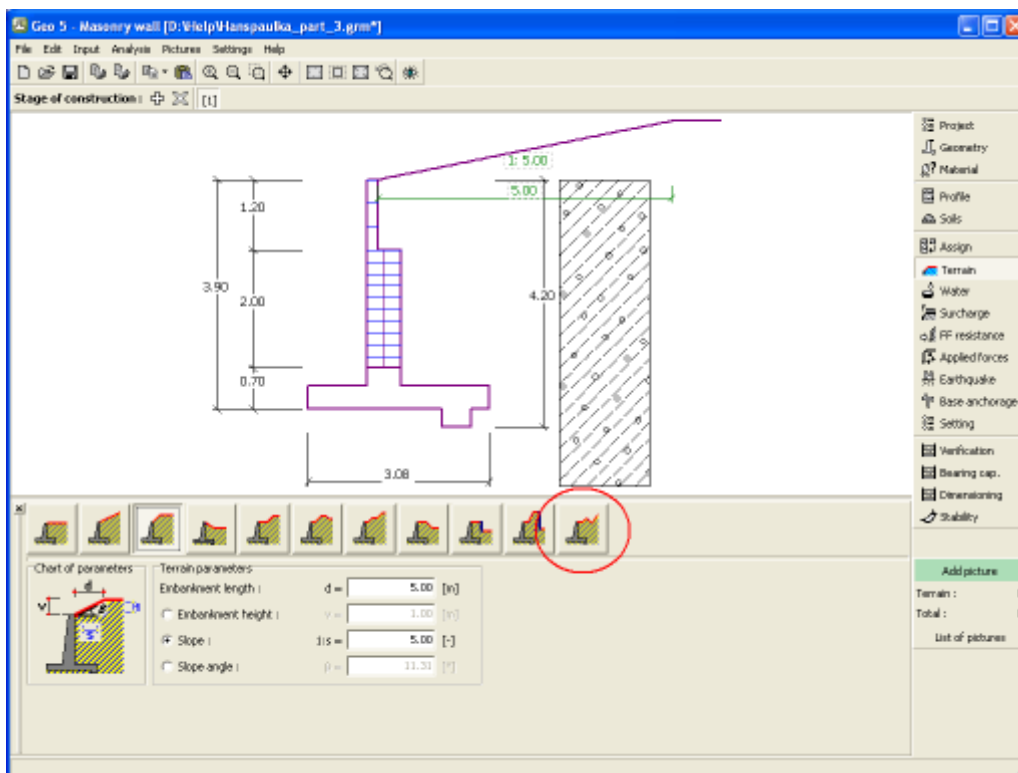 Geo 5 - Masonry wall [D:\Help\Hanspaulka_part_3.grm*]
File Edit Input Analysis Pictures Settings Help
Stage of construction : [1]
Project
Geometry
Material
Profile
Soils
Assign
Terrain
Water
Surcharge
FF resistance
Applied forces
Earthquake
Base anchorage
Setting
Verification
Bearing cap.
Dimensioning
Stability
1: 5.00
5.00
1.20
3.90
2.00
4.20
0.70
3.08
Chart of parameters
d
v
Terrain parameters
Embankment length : d = 5.00 [m]
Embankment height : v = 1.00 [m]
Slope : 1:s = 5.00 [-]
Slope angle : β = 11.31 [°]
Add picture
Terrain :
Total :
List of pictures